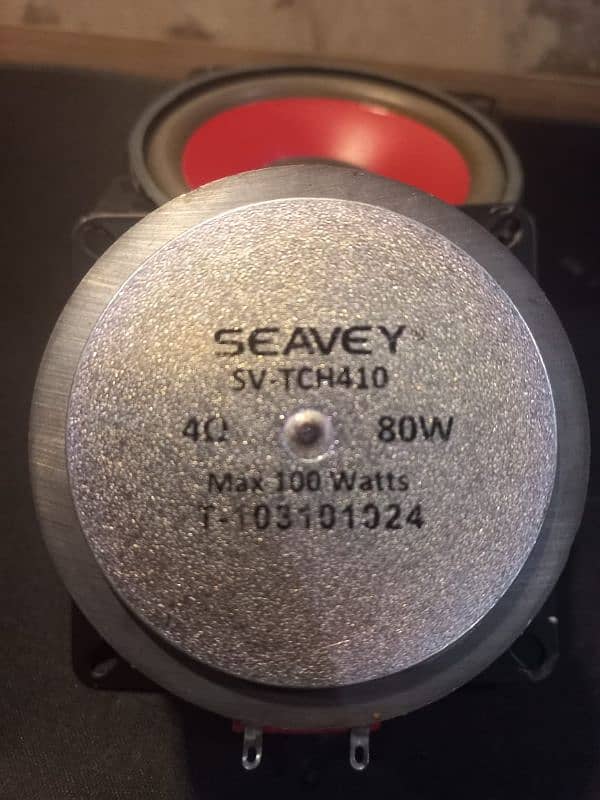 SEAVEY
SV-TCH410
4Ω 80W
Max 100 Watts
T-103101024